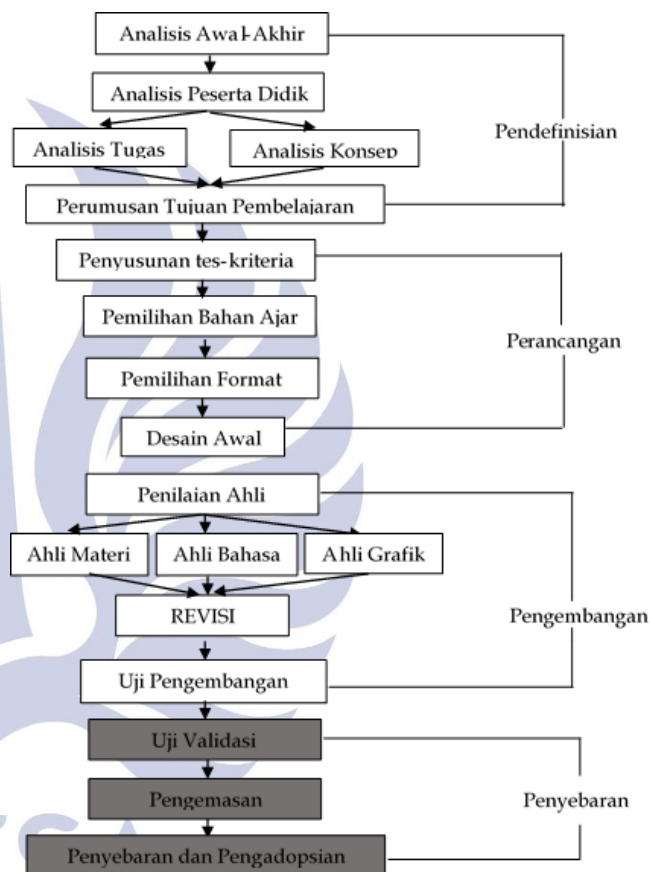 Analisis Awal-Akhir
Analisis Peserta Didik
Pendefinisian
Analisis Tugas
Analisis Konsep
Perumusan Tujuan Pembelajaran
Penyusunan tes-kriteria
Pemilihan Bahan Ajar
Perancangan
Pemilihan Format
Desain Awal
Penilaian Ahli
Ahli Materi
Ahli Bahasa
Ahli Grafik
REVISI
Pengembangan
Uji Pengembangan
Uji Validasi
Pengemasan
Penyebaran
Penyebaran dan Pengadopsian